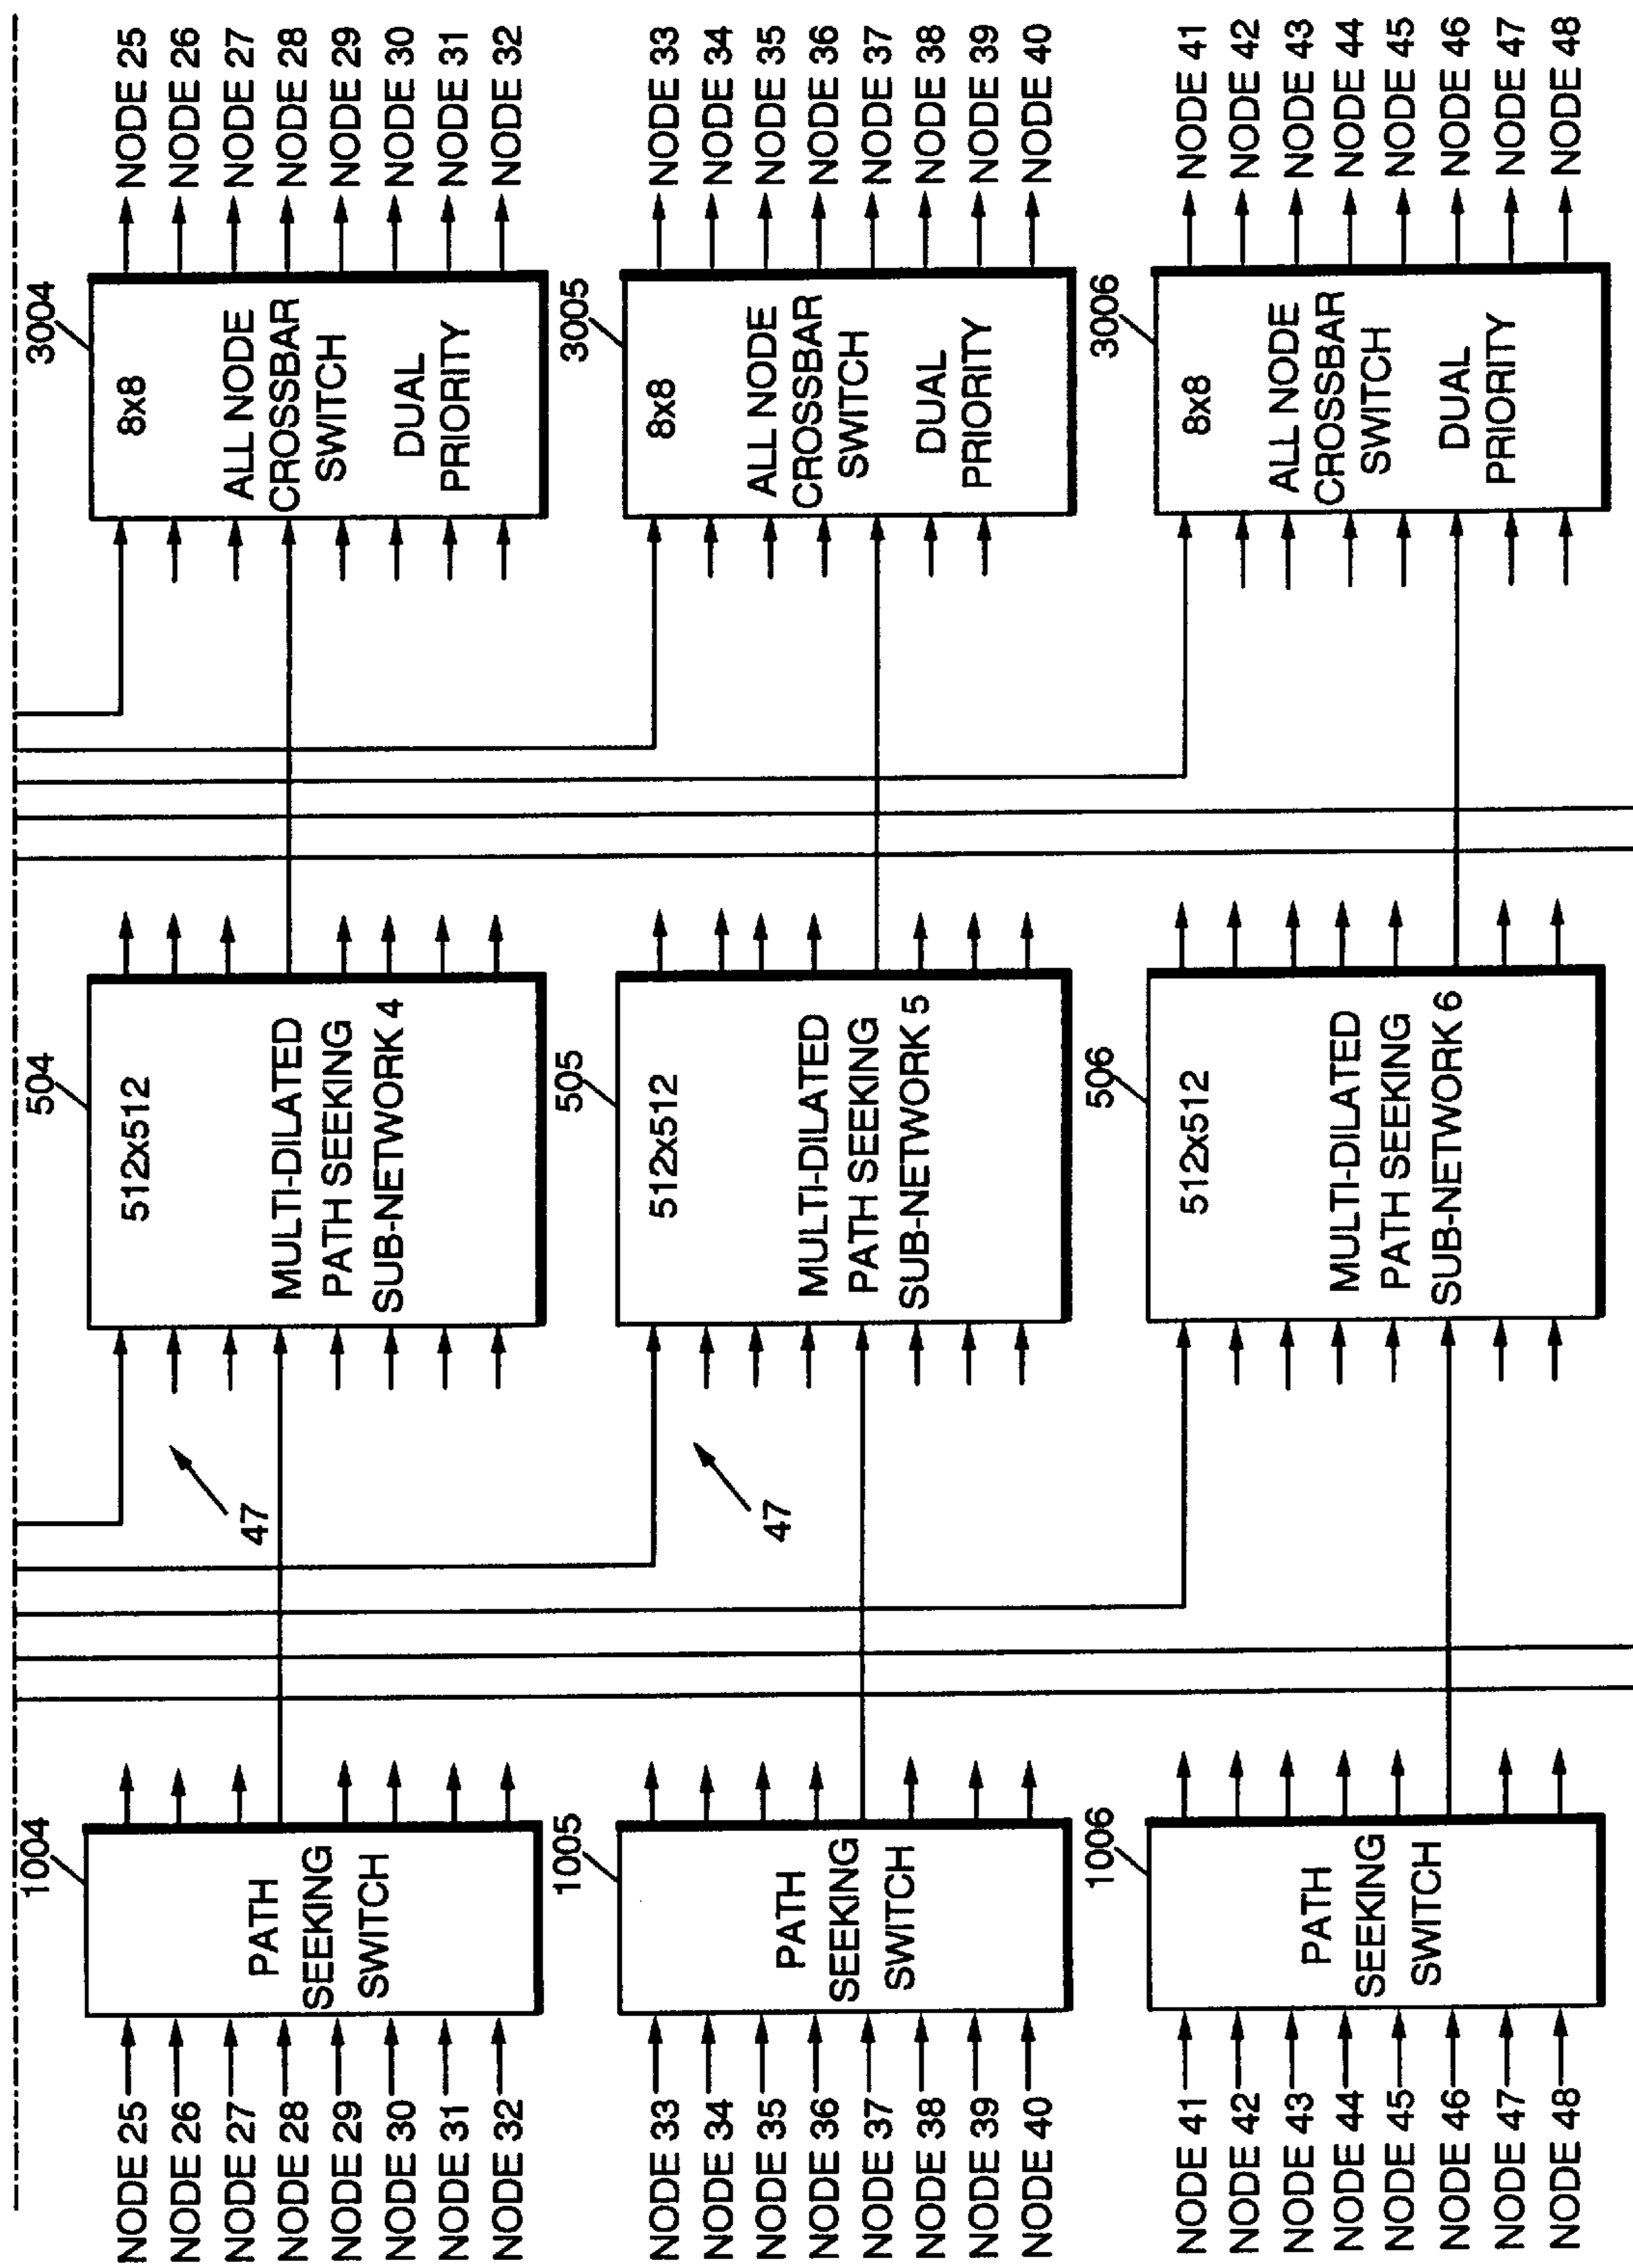 1004
NODE 25
NODE 26
NODE 27
NODE 28
NODE 29
NODE 30
NODE 31
NODE 32
PATH
SEEKING
SWITCH
47
504
512x512
MULTI-DILATED
PATH SEEKING
SUB-NETWORK 4
3004
8x8
ALL NODE
CROSSBAR
SWITCH
DUAL
PRIORITY
NODE 25
NODE 26
NODE 27
NODE 28
NODE 29
NODE 30
NODE 31
NODE 32
1005
NODE 33
NODE 34
NODE 35
NODE 36
NODE 37
NODE 38
NODE 39
NODE 40
PATH
SEEKING
SWITCH
47
505
512x512
MULTI-DILATED
PATH SEEKING
SUB-NETWORK 5
3005
8x8
ALL NODE
CROSSBAR
SWITCH
DUAL
PRIORITY
NODE 33
NODE 34
NODE 35
NODE 36
NODE 37
NODE 38
NODE 39
NODE 40
1006
NODE 41
NODE 42
NODE 43
NODE 44
NODE 45
NODE 46
NODE 47
NODE 48
PATH
SEEKING
SWITCH
506
512x512
MULTI-DILATED
PATH SEEKING
SUB-NETWORK 6
3006
8x8
ALL NODE
CROSSBAR
SWITCH
DUAL
PRIORITY
NODE 41
NODE 42
NODE 43
NODE 44
NODE 45
NODE 46
NODE 47
NODE 48